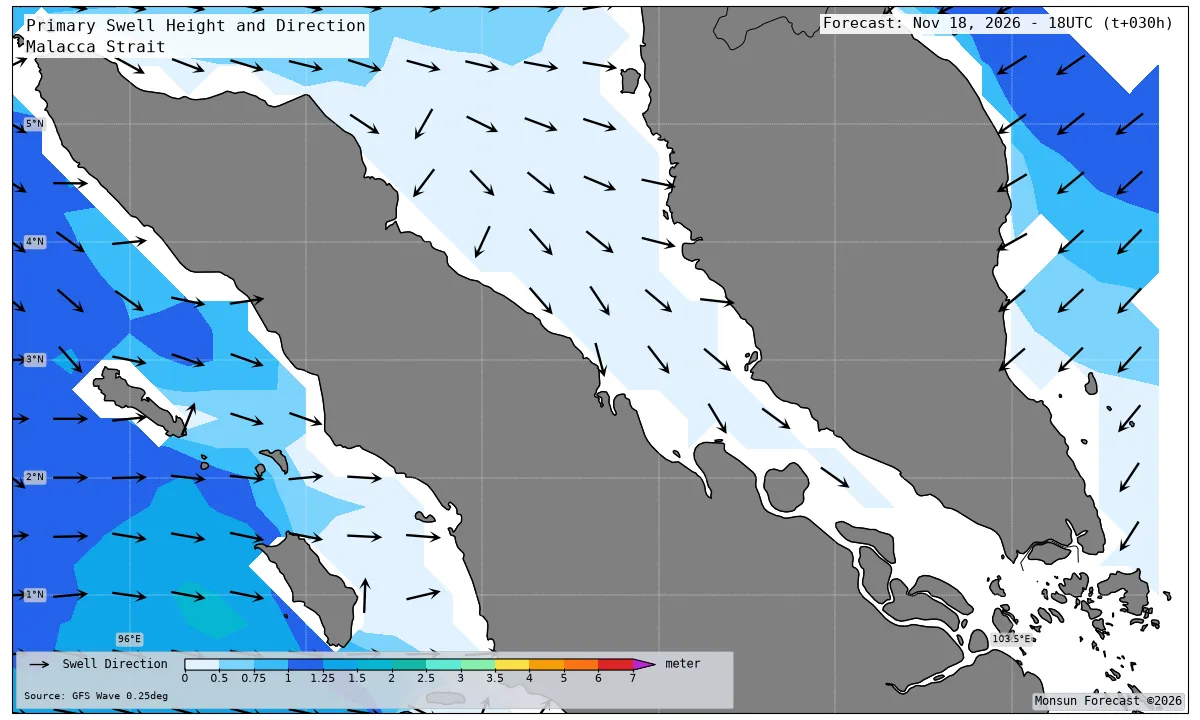 Primary Swell Height and Direction
Malacca Strait
Forecast: Nov 18, 2026 - 18UTC (t+030h)
5°N
4°N
3°N
2°N
1°N
96°E
103.5°E
Swell Direction
0 0.5 0.75 1 1.25 1.5 2 2.5 3 3.5 4 5 6 7
meter
Source: GFS Wave 0.25deg
Monsun Forecast ©2026